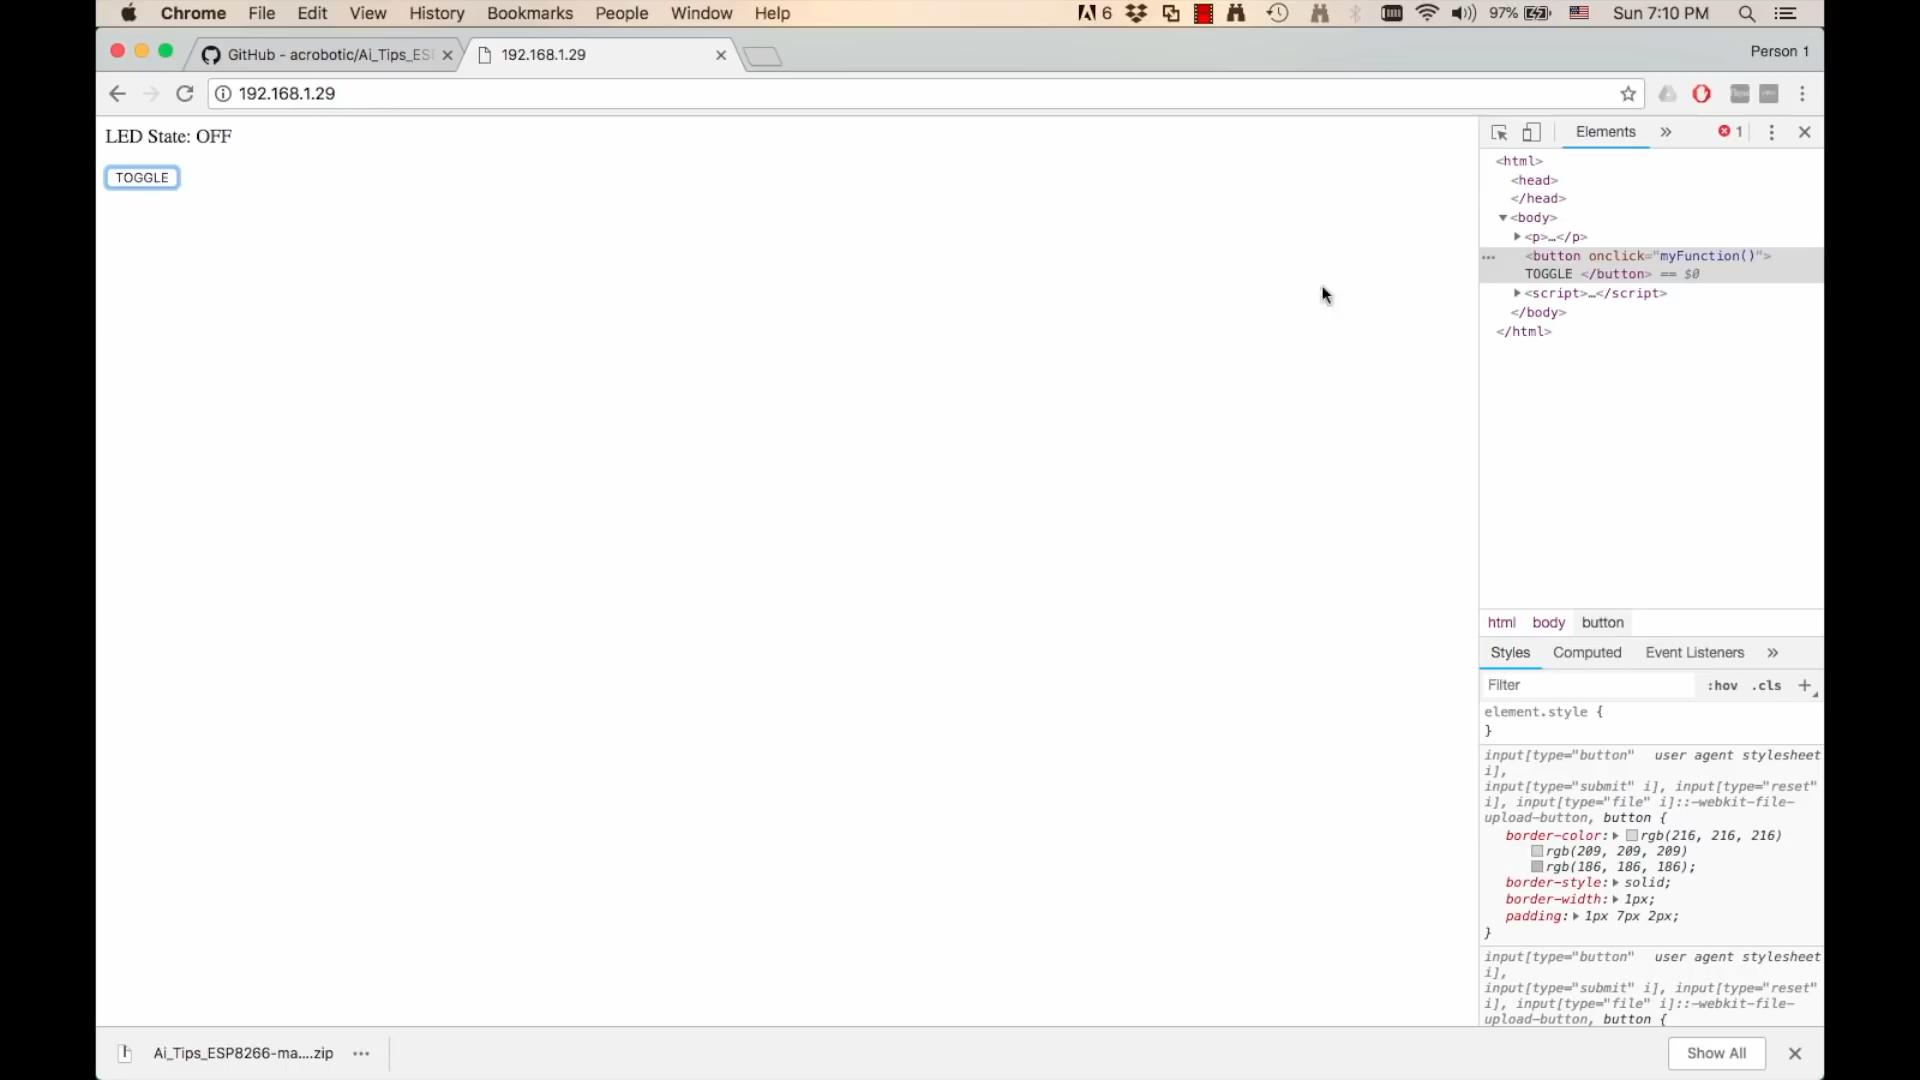 Chrome File Edit View History Bookmarks People Window Help 6 97% Sun 7:10 PM
GitHub - acrobotic/Ai_Tips_ES 192.168.1.29 Person 1
192.168.1.29
LED State: OFF
TOGGLE
Elements » 1
<html>
<head>
</head>
<body>
<p>…</p>
<button onclick="myFunction()">
TOGGLE </button> == $0
<script>…</script>
</body>
</html>
html body button
Styles Computed Event Listeners »
Filter :hov .cls +
element.style {
}
input[type="button" user agent stylesheet
i],
input[type="submit" i], input[type="reset"
i], input[type="file" i]::-webkit-file-
upload-button, button {
border-color: rgb(216, 216, 216)
rgb(209, 209, 209)
rgb(186, 186, 186);
border-style: solid;
border-width: 1px;
padding: 1px 7px 2px;
}
input[type="button" user agent stylesheet
i],
input[type="submit" i], input[type="reset"
i], input[type="file" i]::-webkit-file-
upload-button, button {
Ai_Tips_ESP8266-ma....zip Show All